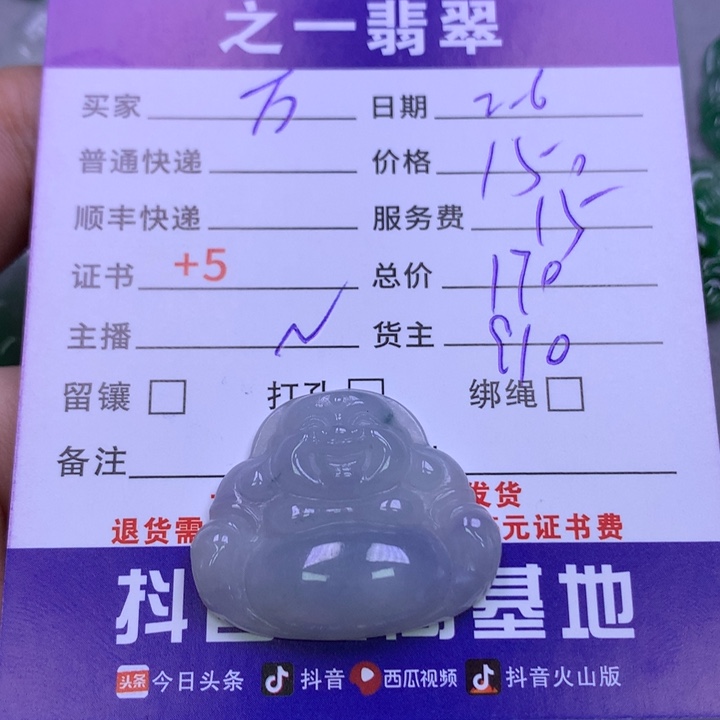 之一翡翠
买家 万 日期 2-6
普通快递 价格 150
顺丰快递 服务费 15
证书 +5 总价 170
主播 货主 910
留镶 打孔 绑绳
备注
发货
退货需 元证书费
抖 基地
头条 今日头条 抖音 西瓜视频 抖音火山版